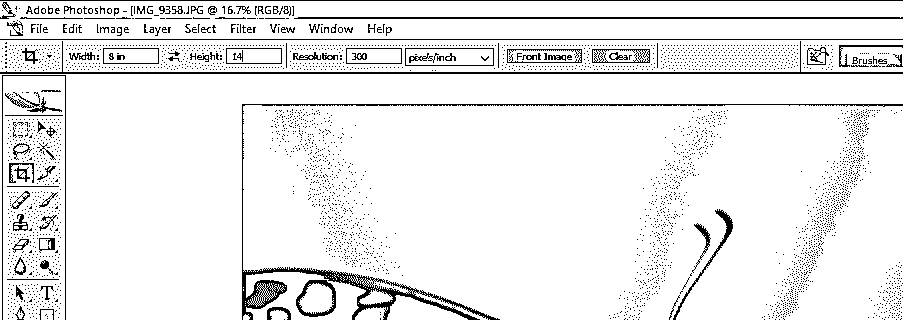 Adobe Photoshop - [IMG_9358.JPG @ 16.7% (RGB/8)]
File Edit Image Layer Select Filter View Window Help
Width: 8 in Height: 14 Resolution: 300 pixels/inch Front Image Clear Brushes
T